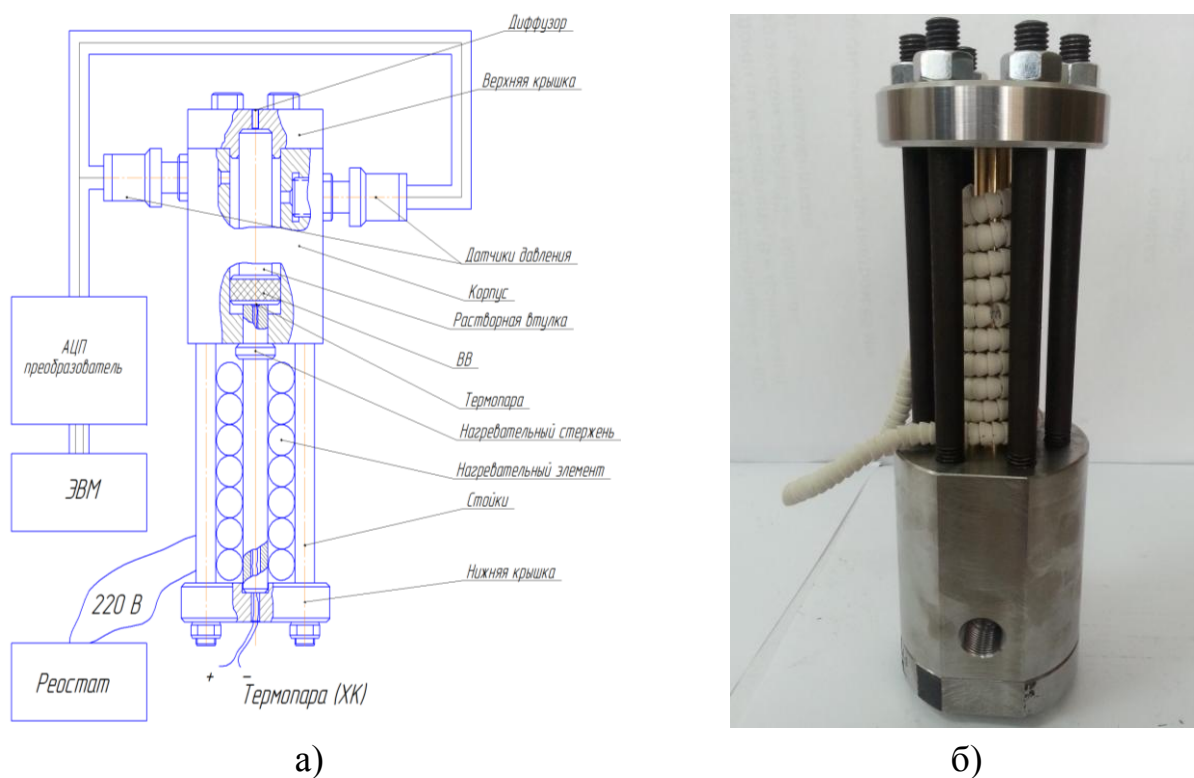 Диффузор
Верхняя крышка
Датчики давления
Корпус
Растворная втулка
ВВ
Термопара
Нагревательный стержень
Нагревательный элемент
Стойки
Нижняя крышка
АЦП
преобразователь
ЭВМ
220 В
Реостат
+
−
Термопара (ХК)
а)
б)